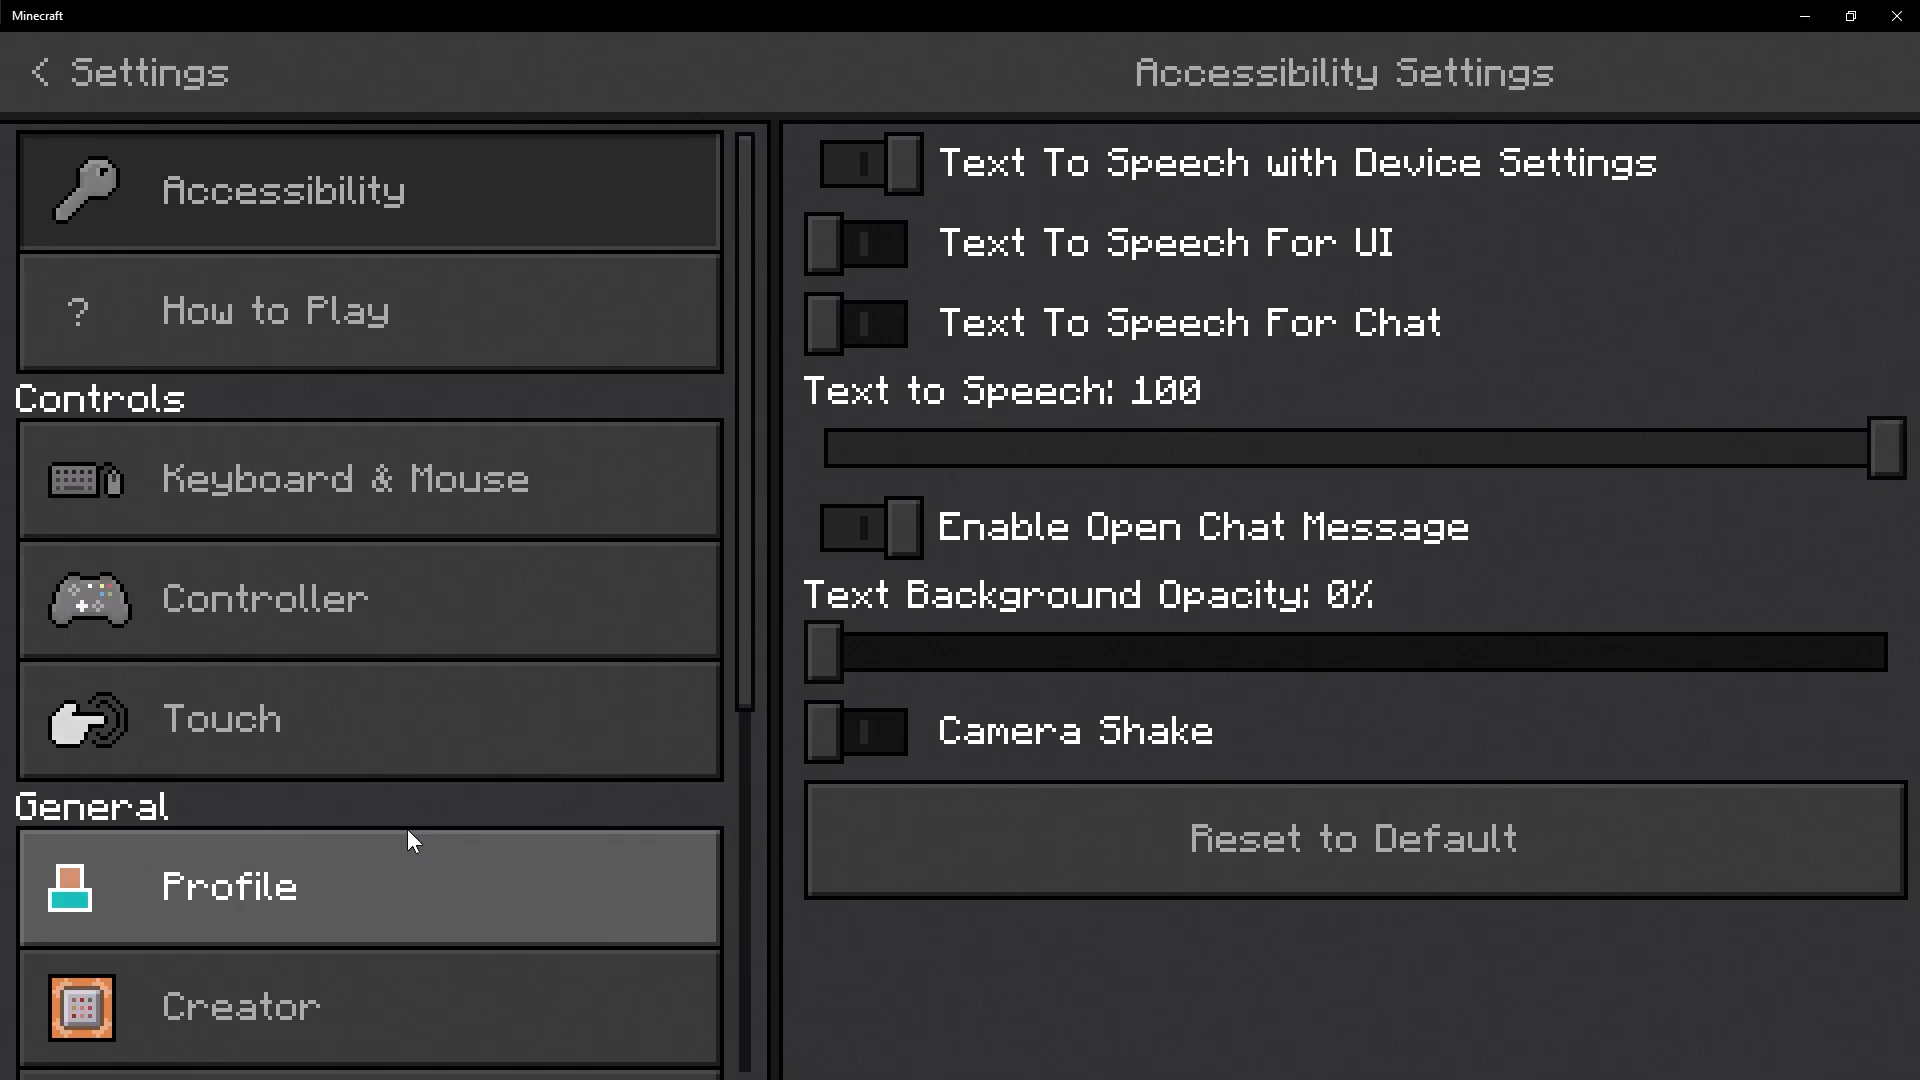 Minecraft
Settings
Accessibility Settings
Accessibility
How to Play
Controls
Keyboard & Mouse
Controller
Touch
General
Profile
Creator
Text To Speech with Device Settings
Text To Speech For UI
Text To Speech For Chat
Text to Speech: 100
Enable Open Chat Message
Text Background Opacity: 0%
Camera Shake
Reset to Default